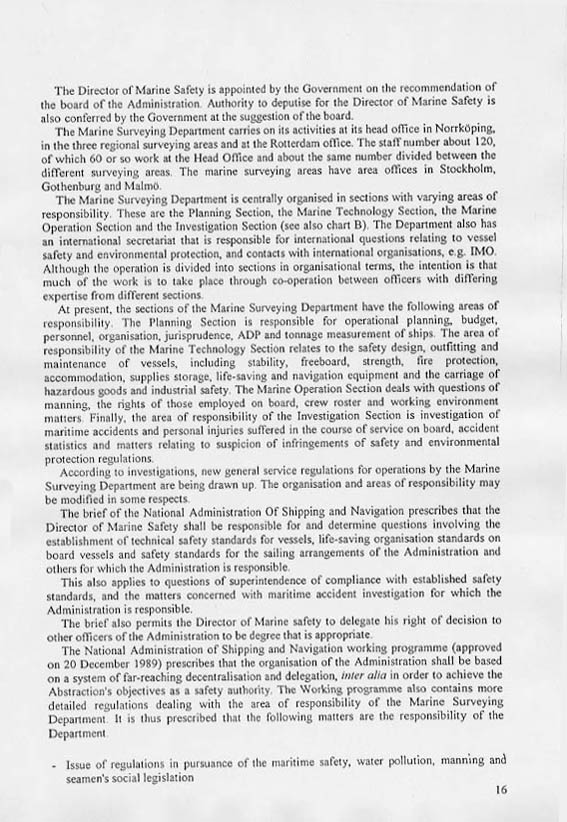 The Director of Marine Safety is appointed by the Government on the recommendation of
the board of the Administration. Authority to deputise for the Director of Marine Safety is
also conferred by the Government at the suggestion of the board.
The Marine Surveying Department carries on its activities at its head office in Norrköping,
in the three regional surveying areas and at the Rotterdam office. The staff number about 120,
of which 60 or so work at the Head Office and about the same number divided between the
different surveying areas. The marine surveying areas have area offices in Stockholm,
Gothenburg and Malmö.
The Marine Surveying Department is centrally organised in sections with varying areas of
responsibility. These are the Planning Section, the Marine Technology Section, the Marine
Operation Section and the Investigation Section (see also chart B). The Department also has
an international secretariat that is responsible for international questions relating to vessel
safety and environmental protection, and contacts with international organisations, e.g. IMO.
Although the operation is divided into sections in organisational terms, the intention is that
much of the work is to take place through co-operation between officers with differing
expertise from different sections.
At present, the sections of the Marine Surveying Department have the following areas of
responsibility. The Planning Section is responsible for operational planning, budget,
personnel, organisation, jurisprudence, ADP and tonnage measurement of ships. The area of
responsibility of the Marine Technology Section relates to the safety design, outfitting and
maintenance of vessels, including stability, freeboard, strength, fire protection,
accommodation, supplies storage, life-saving and navigation equipment and the carriage of
hazardous goods and industrial safety. The Marine Operation Section deals with questions of
manning, the rights of those employed on board, crew roster and working environment
matters. Finally, the area of responsibility of the Investigation Section is investigation of
maritime accidents and personal injuries suffered in the course of service on board, accident
statistics and matters relating to suspicion of infringements of safety and environmental
protection regulations.
According to investigations, new general service regulations for operations by the Marine
Surveying Department are being drawn up. The organisation and areas of responsibility may
be modified in some respects.
The brief of the National Administration Of Shipping and Navigation prescribes that the
Director of Marine Safety shall be responsible for and determine questions involving the
establishment of technical safety standards for vessels, life-saving organisation standards on
board vessels and safety standards for the sailing arrangements of the Administration and
others for which the Administration is responsible.
This also applies to questions of superintendence of compliance with established safety
standards, and the matters concerned with maritime accident investigation for which the
Administration is responsible.
The brief also permits the Director of Marine safety to delegate his right of decision to
other officers of the Administration to be degree that is appropriate.
The National Administration of Shipping and Navigation working programme (approved
on 20 December 1989) prescribes that the organisation of the Administration shall be based
on a system of far-reaching decentralisation and delegation, inter alia in order to achieve the
Abstraction's objectives as a safety authority. The Working programme also contains more
detailed regulations dealing with the area of responsibility of the Marine Surveying
Department. It is thus prescribed that the following matters are the responsibility of the
Department.
- Issue of regulations in pursuance of the maritime safety, water pollution, manning and
seamen's social legislation
16